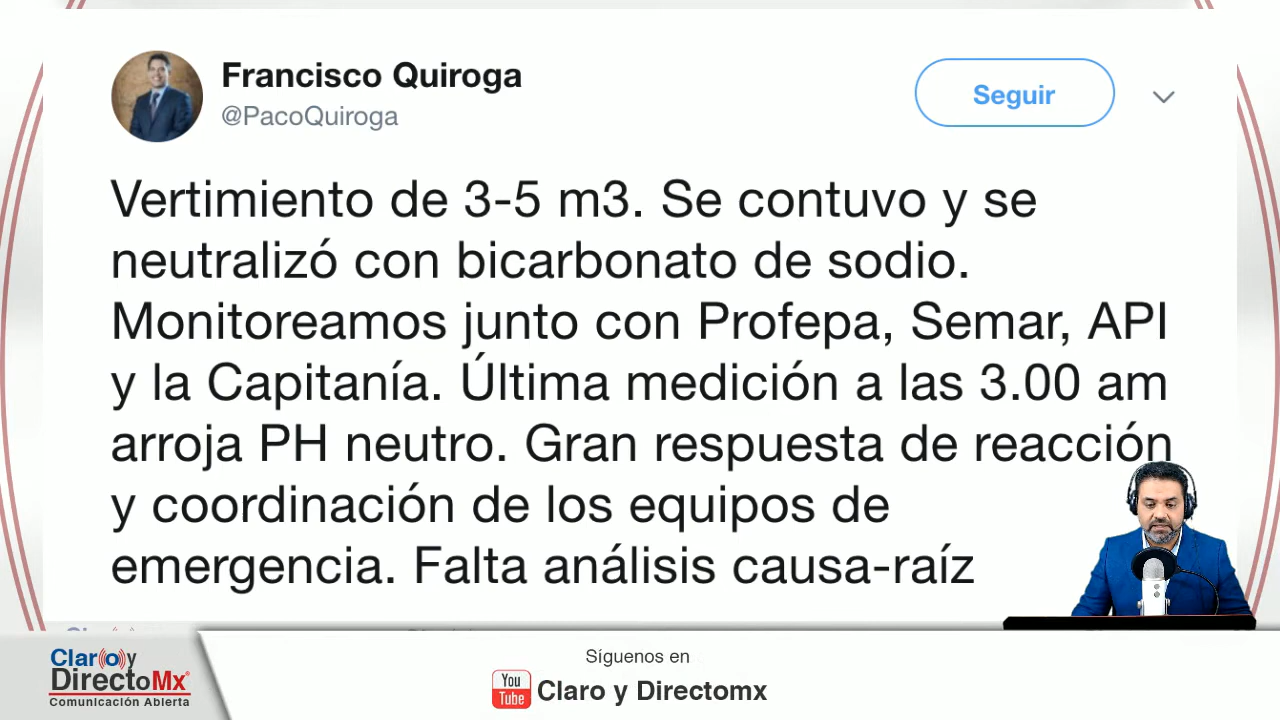 Francisco Quiroga
@PacoQuiroga
Seguir
Vertimiento de 3-5 m3. Se contuvo y se
neutralizó con bicarbonato de sodio.
Monitoreamos junto con Profepa, Semar, API
y la Capitanía. Última medición a las 3.00 am
arroja PH neutro. Gran respuesta de reacción
y coordinación de los equipos de
emergencia. Falta análisis causa-raíz
Claro y
DirectoMx
Comunicación Abierta
Síguenos en
You
Tube
Claro y Directomx